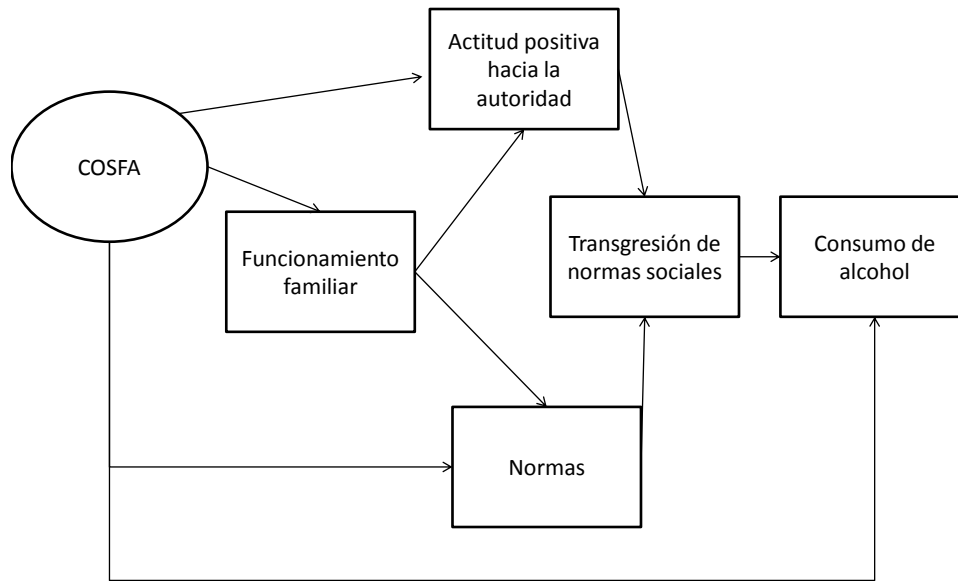 Actitud positiva
hacia la
autoridad
COSFA
Funcionamiento
familiar
Transgresión de
normas sociales
Consumo de
alcohol
Normas